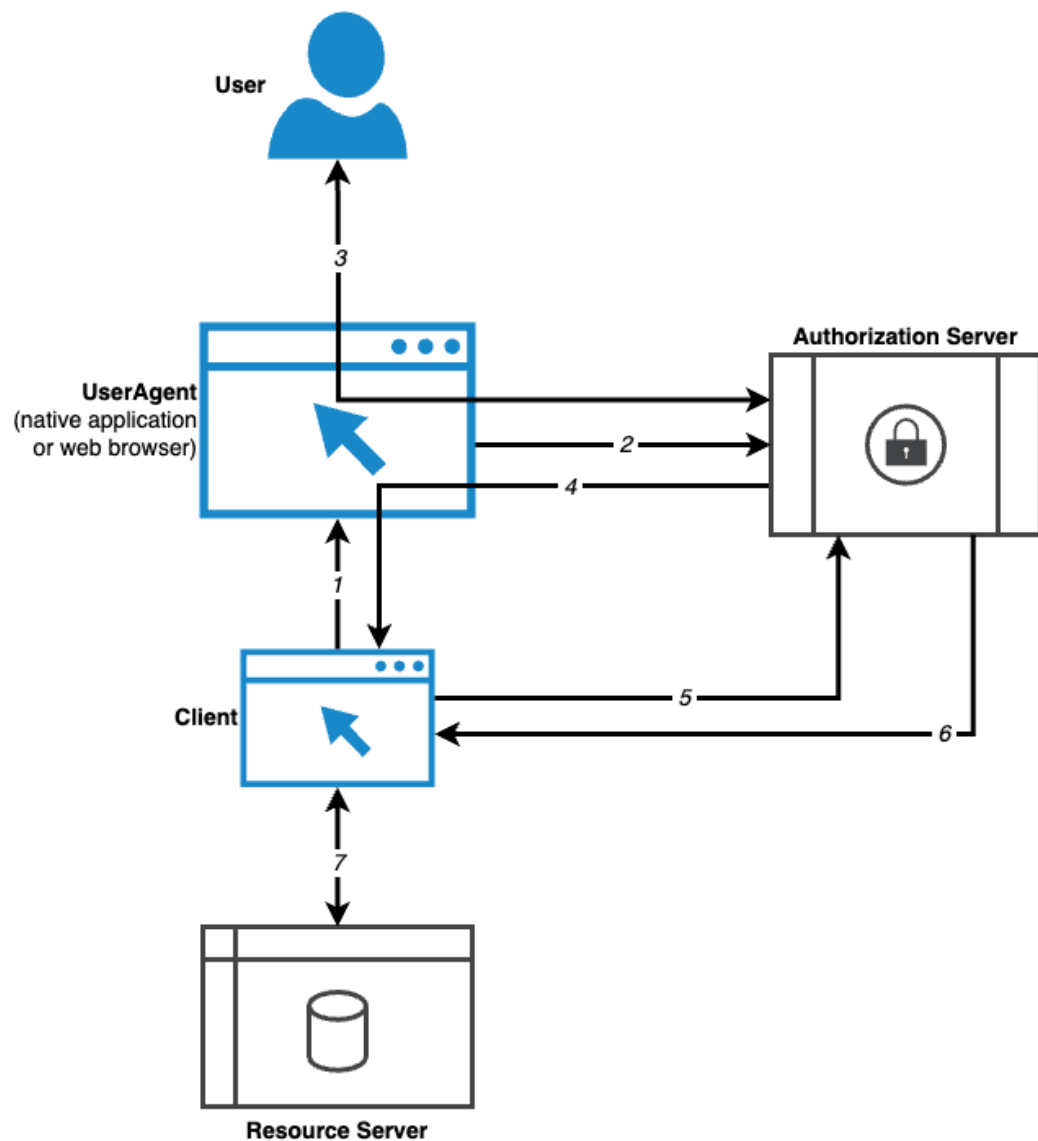 User
3
Authorization Server
UserAgent
(native application
or web browser)
2
4
1
Client
5
6
7
Resource Server